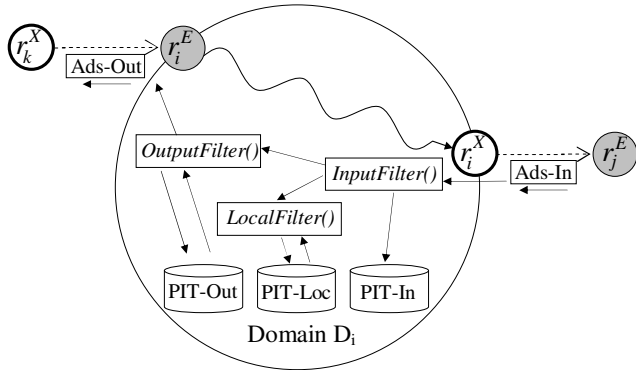 r_k^X
r_i^E
Ads-Out
OutputFilter()
r_i^X
r_j^E
InputFilter()
Ads-In
LocalFilter()
PIT-Out
PIT-Loc
PIT-In
Domain D_i